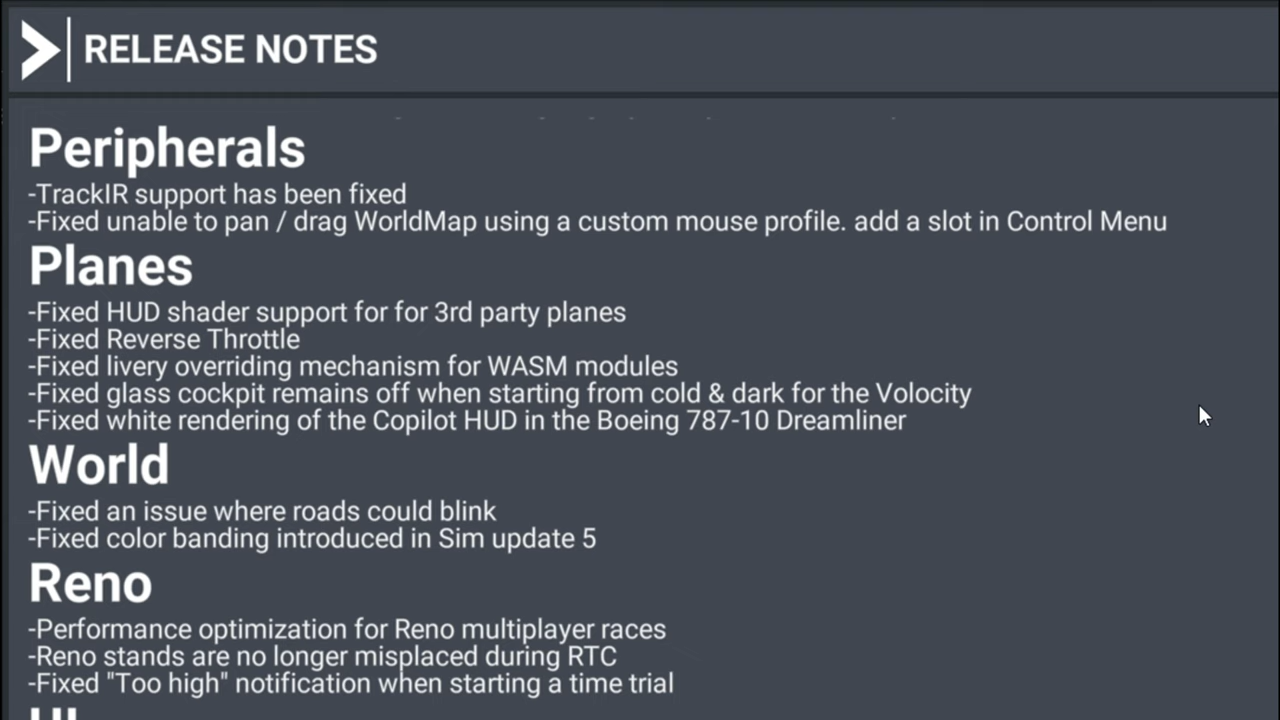 RELEASE NOTES
Peripherals
-TrackIR support has been fixed
-Fixed unable to pan / drag WorldMap using a custom mouse profile. add a slot in Control Menu
Planes
-Fixed HUD shader support for for 3rd party planes
-Fixed Reverse Throttle
-Fixed livery overriding mechanism for WASM modules
-Fixed glass cockpit remains off when starting from cold & dark for the Volocity
-Fixed white rendering of the Copilot HUD in the Boeing 787-10 Dreamliner
World
-Fixed an issue where roads could blink
-Fixed color banding introduced in Sim update 5
Reno
-Performance optimization for Reno multiplayer races
-Reno stands are no longer misplaced during RTC
-Fixed "Too high" notification when starting a time trial